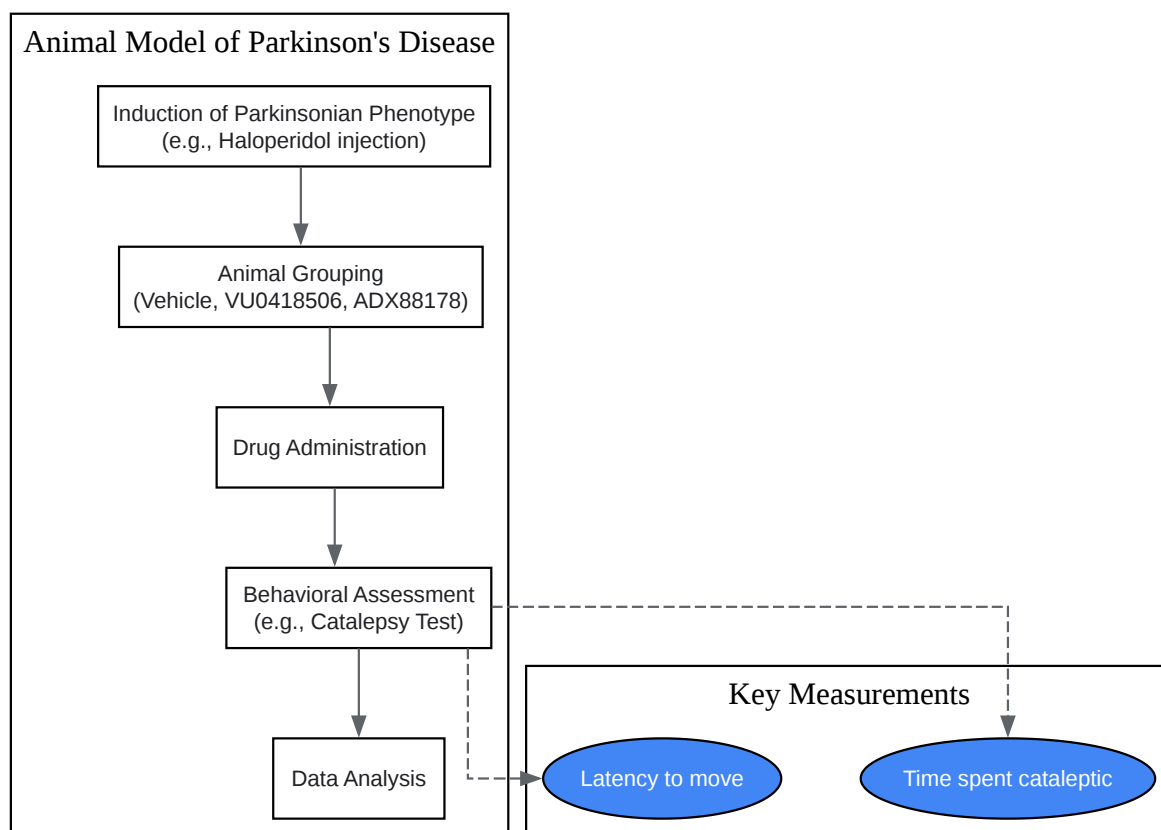 Animal Model of Parkinson's Disease
Induction of Parkinsonian Phenotype
(e.g., Haloperidol injection)
Animal Grouping
(Vehicle, VU0418506, ADX88178)
Drug Administration
Behavioral Assessment
(e.g., Catalepsy Test)
Data Analysis
Key Measurements
Latency to move
Time spent cataleptic